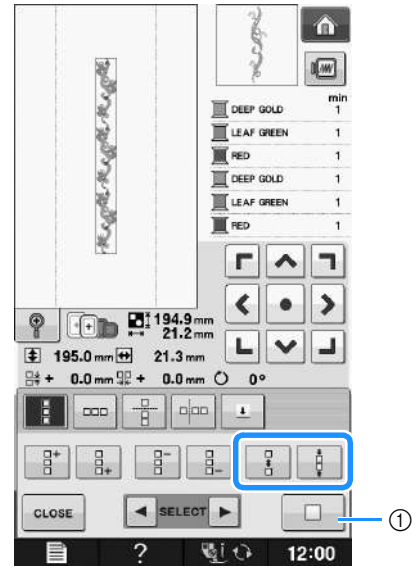 min
DEEP GOLD 1
LEAF GREEN 1
RED 1
DEEP GOLD 1
LEAF GREEN 1
RED 1
194.9 mm
21.2 mm
195.0 mm 21.3 mm
+ 0.0 mm + 0.0 mm 0°
CLOSE SELECT ①
? 12:00